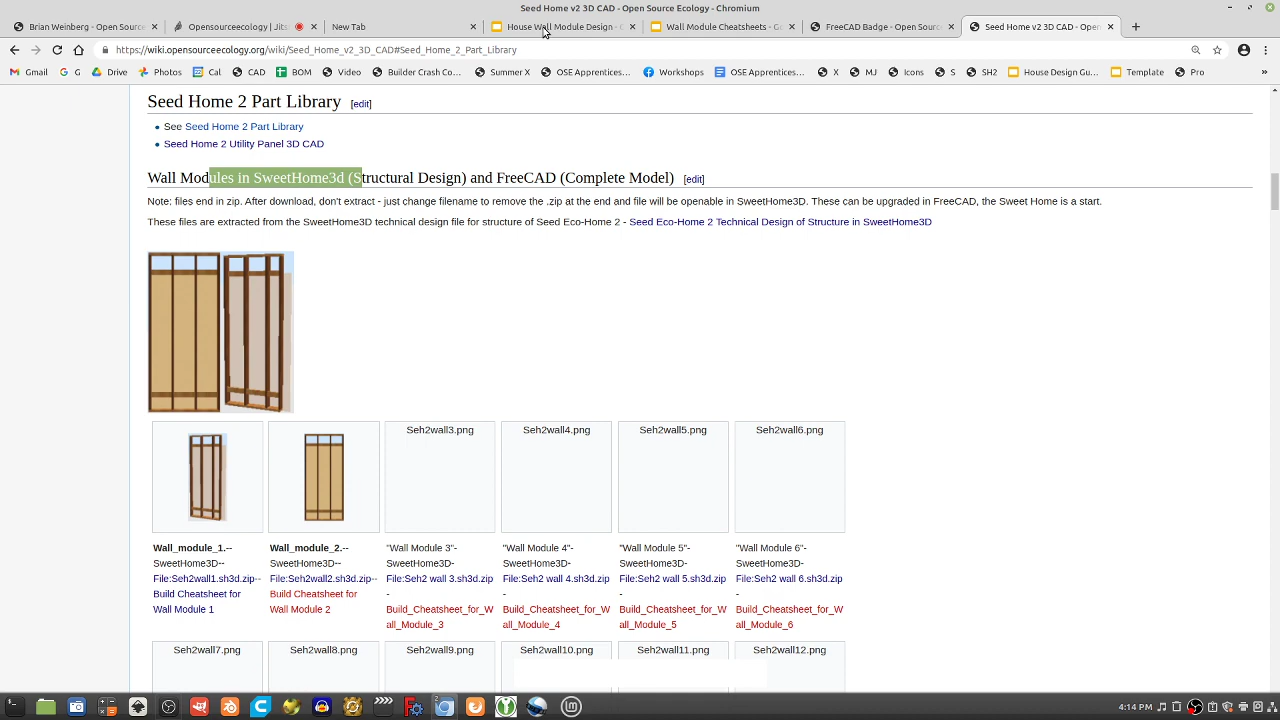 Seed Home v2 3D CAD - Open Source Ecology - Chromium
Brian Weinberg - Open Source
Opensourceecology | Jitsi
New Tab
House Wall Module Design - G
Wall Module Cheatsheets - Go
FreeCAD Badge - Open Source
Seed Home v2 3D CAD - Open
https://wiki.opensourceecology.org/wiki/Seed_Home_v2_3D_CAD#Seed_Home_2_Part_Library
Gmail G G Drive Photos Cal CAD BOM Video Builder Crash Co... Summer X OSE Apprentices... Workshops OSE Apprentices... X MJ Icons S SH2 House Design Gu... Template Pro »
Seed Home 2 Part Library [edit]
See Seed Home 2 Part Library
Seed Home 2 Utility Panel 3D CAD
Wall Modules in SweetHome3d (Structural Design) and FreeCAD (Complete Model) [edit]
Note: files end in zip. After download, don't extract - just change filename to remove the .zip at the end and file will be openable in SweetHome3D. These can be upgraded in FreeCAD, the Sweet Home is a start.
These files are extracted from the SweetHome3D technical design file for structure of Seed Eco-Home 2 - Seed Eco-Home 2 Technical Design of Structure in SweetHome3D
Seh2wall3.png
Seh2wall4.png
Seh2wall5.png
Seh2wall6.png
Wall_module_1.--
SweetHome3D--
File:Seh2wall1.sh3d.zip--
Build Cheatsheet for
Wall Module 1
Wall_module_2.--
SweetHome3D--
File:Seh2wall2.sh3d.zip--
Build Cheatsheet for
Wall Module 2
"Wall Module 3"-
SweetHome3D-
File:Seh2 wall 3.sh3d.zip
-
Build_Cheatsheet_for_W
all_Module_3
"Wall Module 4"-
SweetHome3D-
File:Seh2 wall 4.sh3d.zip
-
Build_Cheatsheet_for_W
all_Module_4
"Wall Module 5"-
SweetHome3D-
File:Seh2 wall 5.sh3d.zip
-
Build_Cheatsheet_for_W
all_Module_5
"Wall Module 6"-
SweetHome3D-
File:Seh2 wall 6.sh3d.zip
-
Build_Cheatsheet_for_W
all_Module_6
Seh2wall7.png
Seh2wall8.png
Seh2wall9.png
Seh2wall10.png
Seh2wall11.png
Seh2wall12.png
4:14 PM